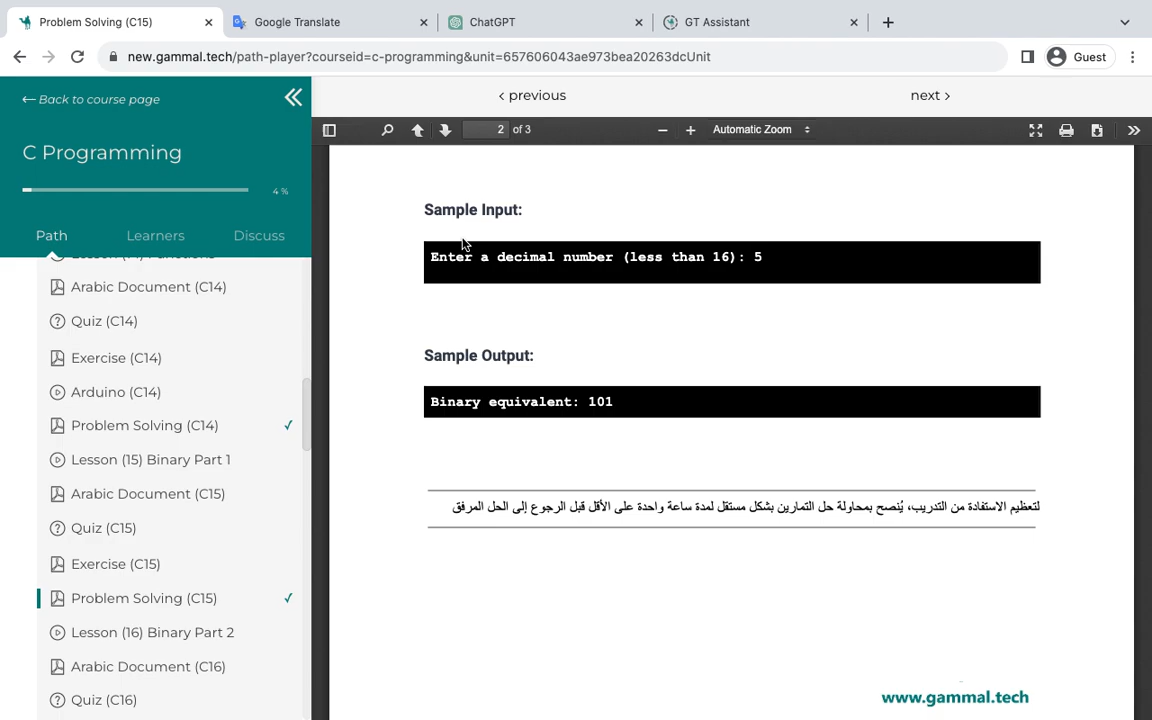 Problem Solving (C15)
Google Translate
ChatGPT
GT Assistant
new.gammal.tech/path-player?courseid=c-programming&unit=657606043ae973bea20263dcUnit
Guest
Back to course page
C Programming
4 %
Path
Learners
Discuss
Arabic Document (C14)
Quiz (C14)
Exercise (C14)
Arduino (C14)
Problem Solving (C14)
Lesson (15) Binary Part 1
Arabic Document (C15)
Quiz (C15)
Exercise (C15)
Problem Solving (C15)
Lesson (16) Binary Part 2
Arabic Document (C16)
Quiz (C16)
‹ previous
next ›
2 of 3
Automatic Zoom
Sample Input:
Enter a decimal number (less than 16): 5
Sample Output:
Binary equivalent: 101
لتعظيم الاستفادة من التدريب، يُنصح بمحاولة حل التمارين بشكل مستقل لمدة ساعة واحدة على الأقل قبل الرجوع إلى الحل المرفق
www.gammal.tech